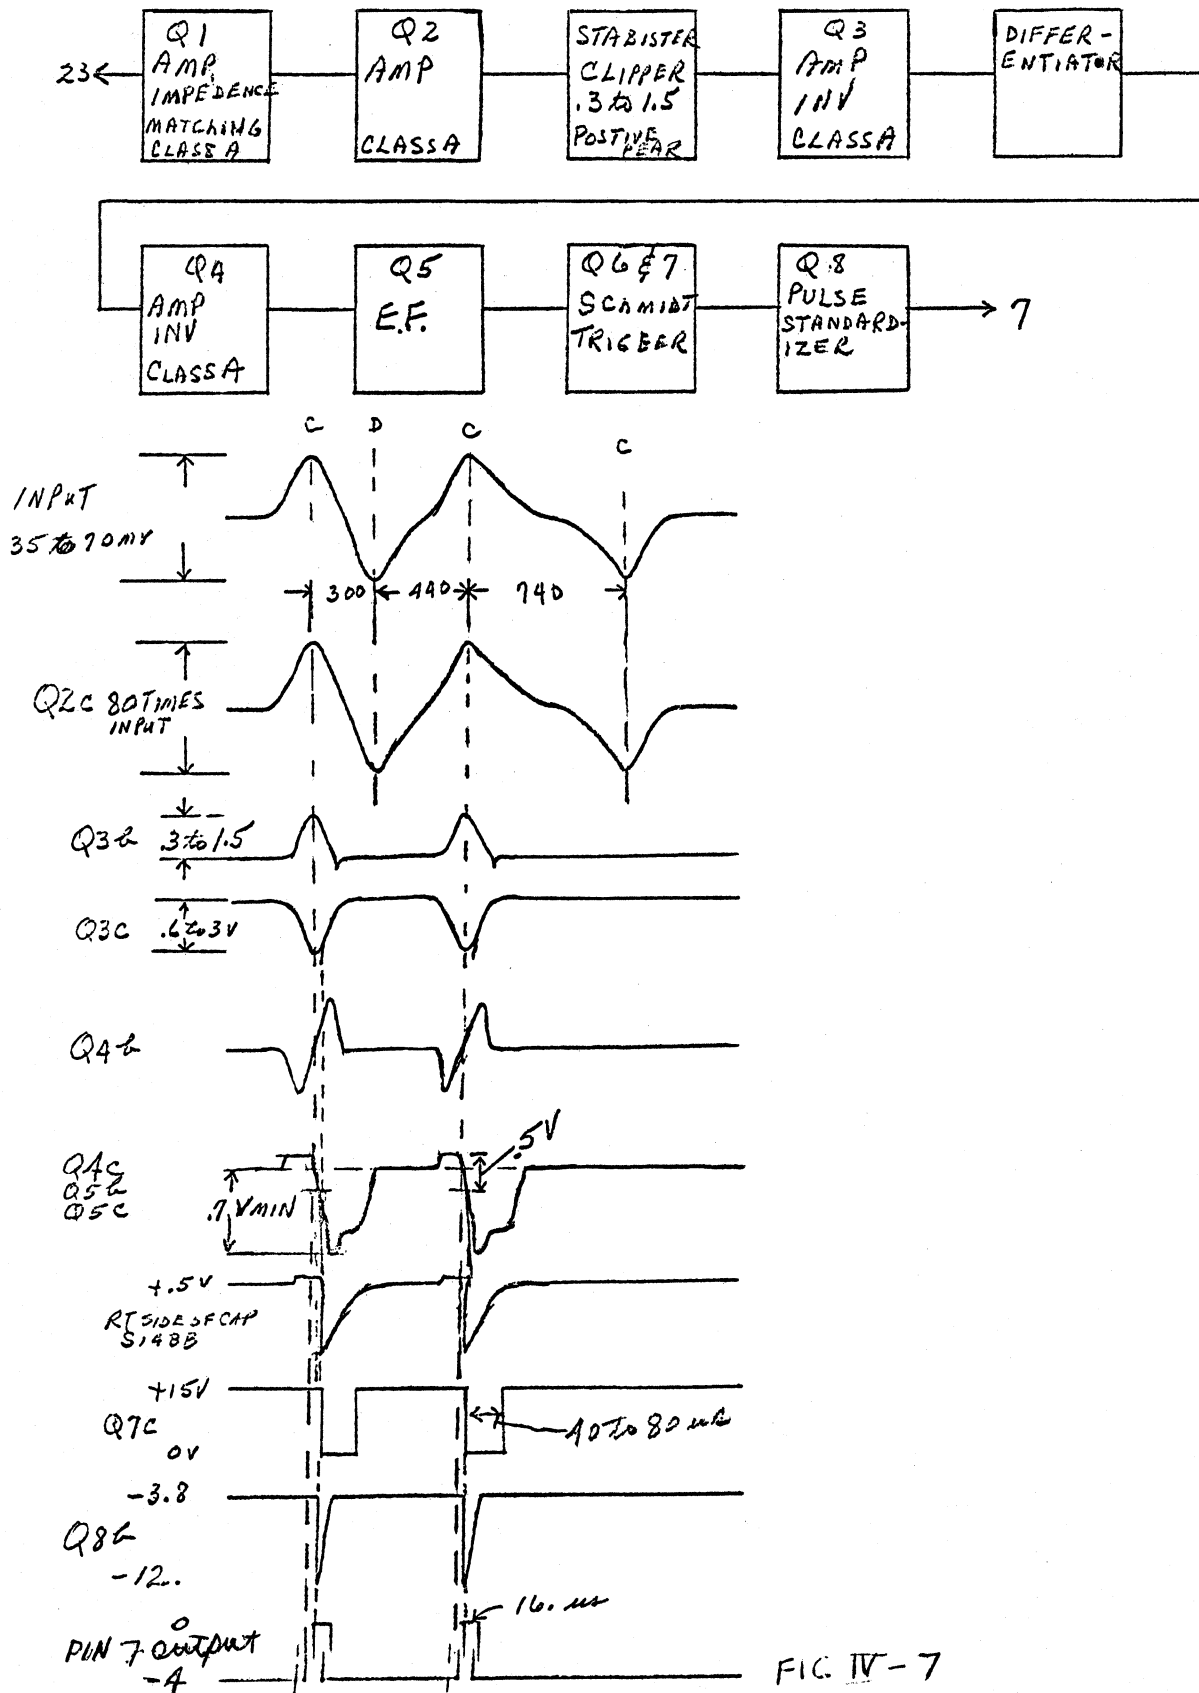 23
Q1
AMP
IMPEDENCE
MATCHING
CLASS A
Q2
AMP
CLASS A
STABISTER
CLIPPER
.3 to 1.5
POSTIVE
PEAR
Q3
AMP
INV
CLASS A
DIFFER-
ENTIATOR
Q4
AMP
INV
CLASS A
Q5
E.F.
Q6 & 7
SCHMIDT
TRIGEER
Q8
PULSE
STANDARD-
IZER
7
C D C C
INPUT
35 to 70 mv
300 440 740
Q2c 80 TIMES
INPUT
Q3b .3 to 1.5
Q3c .6 to 3V
Q4b
.5V
Q4c
Q5b
Q5c
.7 V MIN
+.5V
RT SIDE OF CAP
S148B
+15V
Q7c
0V
40 TO 80 us
-3.8
Q8b
-12..
16. us
0
PIN 7 output
-4
FIG IV - 7